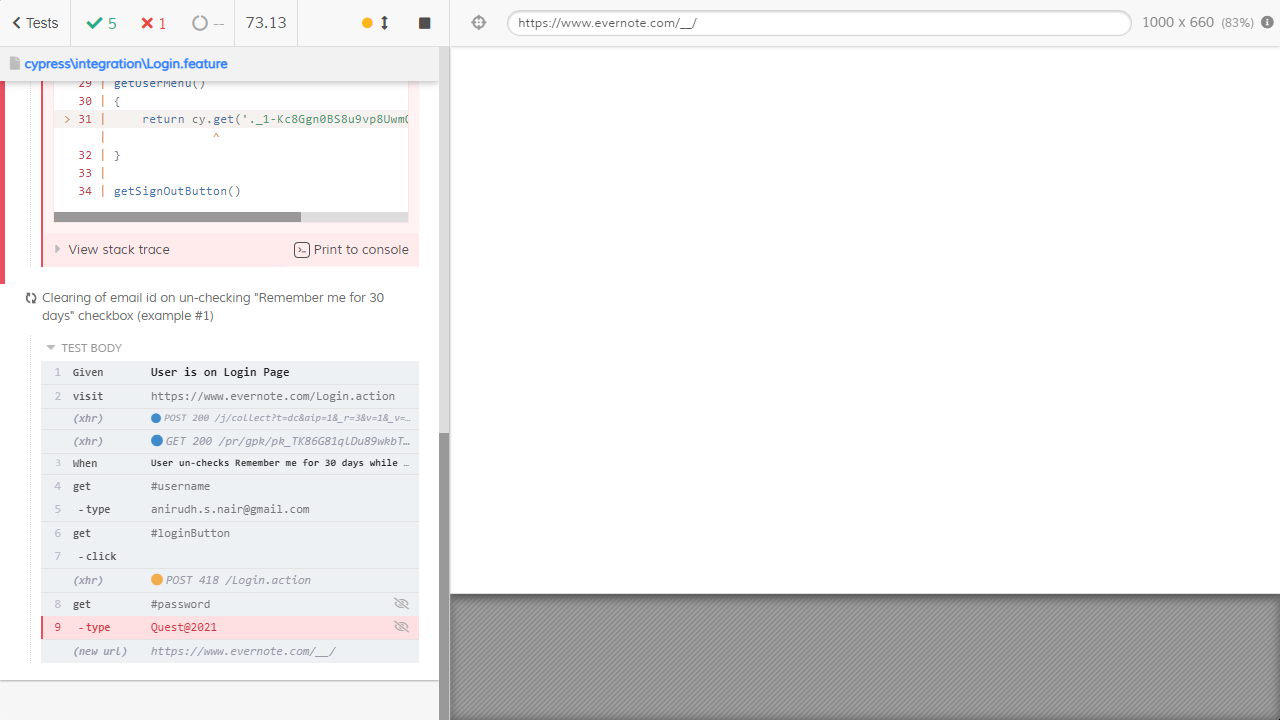 Tests
5
1
--
73.13
https://www.evernote.com/__/
1000 x 660 (83%)
cypress\integration\Login.feature
29 | getUserMenu()
30 | {
> 31 | return cy.get('._1-Kc8Ggn0BS8u9vp8Uwm
| ^
32 | }
33 |
34 | getSignOutButton()
View stack trace
Print to console
Clearing of email id on un-checking "Remember me for 30
days" checkbox (example #1)
TEST BODY
1 Given User is on Login Page
2 visit https://www.evernote.com/Login.action
(xhr) POST 200 /j/collect?t=dc&aip=1&_r=3&v=1&_v=…
(xhr) GET 200 /pr/gpk/pk_TK86G81qlDu89wkbT…
3 When User un-checks Remember me for 30 days while …
4 get #username
5 -type anirudh.s.nair@gmail.com
6 get #loginButton
7 -click
(xhr) POST 418 /Login.action
8 get #password
9 -type Quest@2021
(new url) https://www.evernote.com/__/